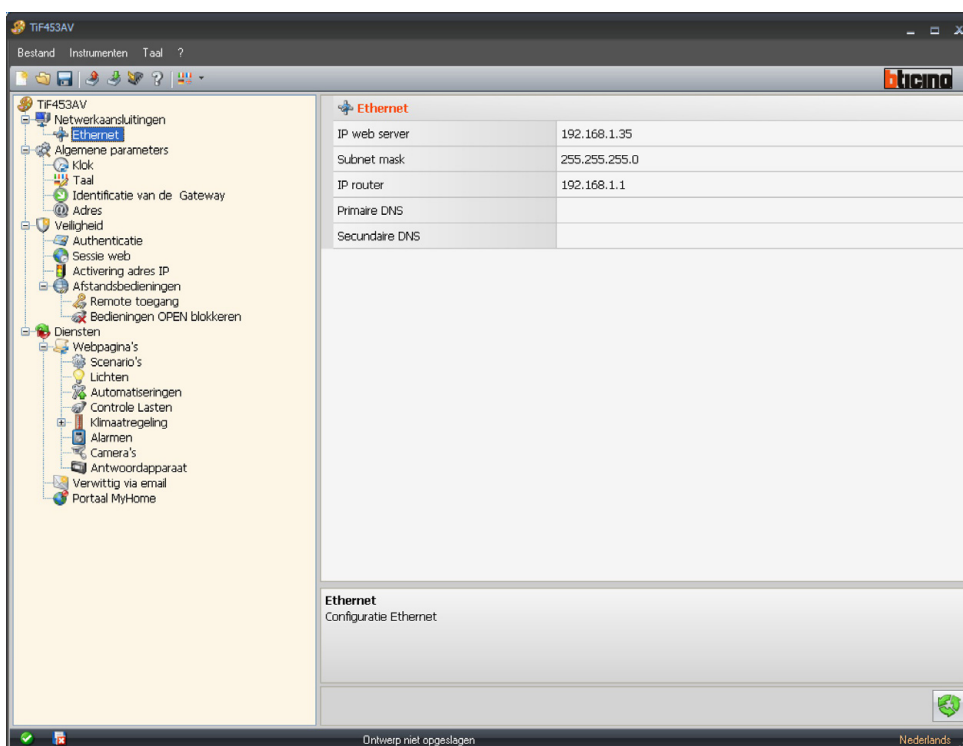 TiF453AV
Bestand Instrumenten Taal ?
bticino
TiF453AV
Netwerkaansluitingen
Ethernet
Algemene parameters
Klok
Taal
Identificatie van de Gateway
Adres
Veiligheid
Authenticatie
Sessie web
Activering adres IP
Afstandsbedieningen
Remote toegang
Bedieningen OPEN blokkeren
Diensten
Webpagina's
Scenario's
Lichten
Automatiseringen
Controle Lasten
Klimaatregeling
Alarmen
Camera's
Antwoordapparaat
Verwittig via email
Portaal MyHome
Ethernet
IP web server 192.168.1.35
Subnet mask 255.255.255.0
IP router 192.168.1.1
Primaire DNS
Secundaire DNS
Ethernet
Configuratie Ethernet
Ontwerp niet opgeslagen
Nederlands